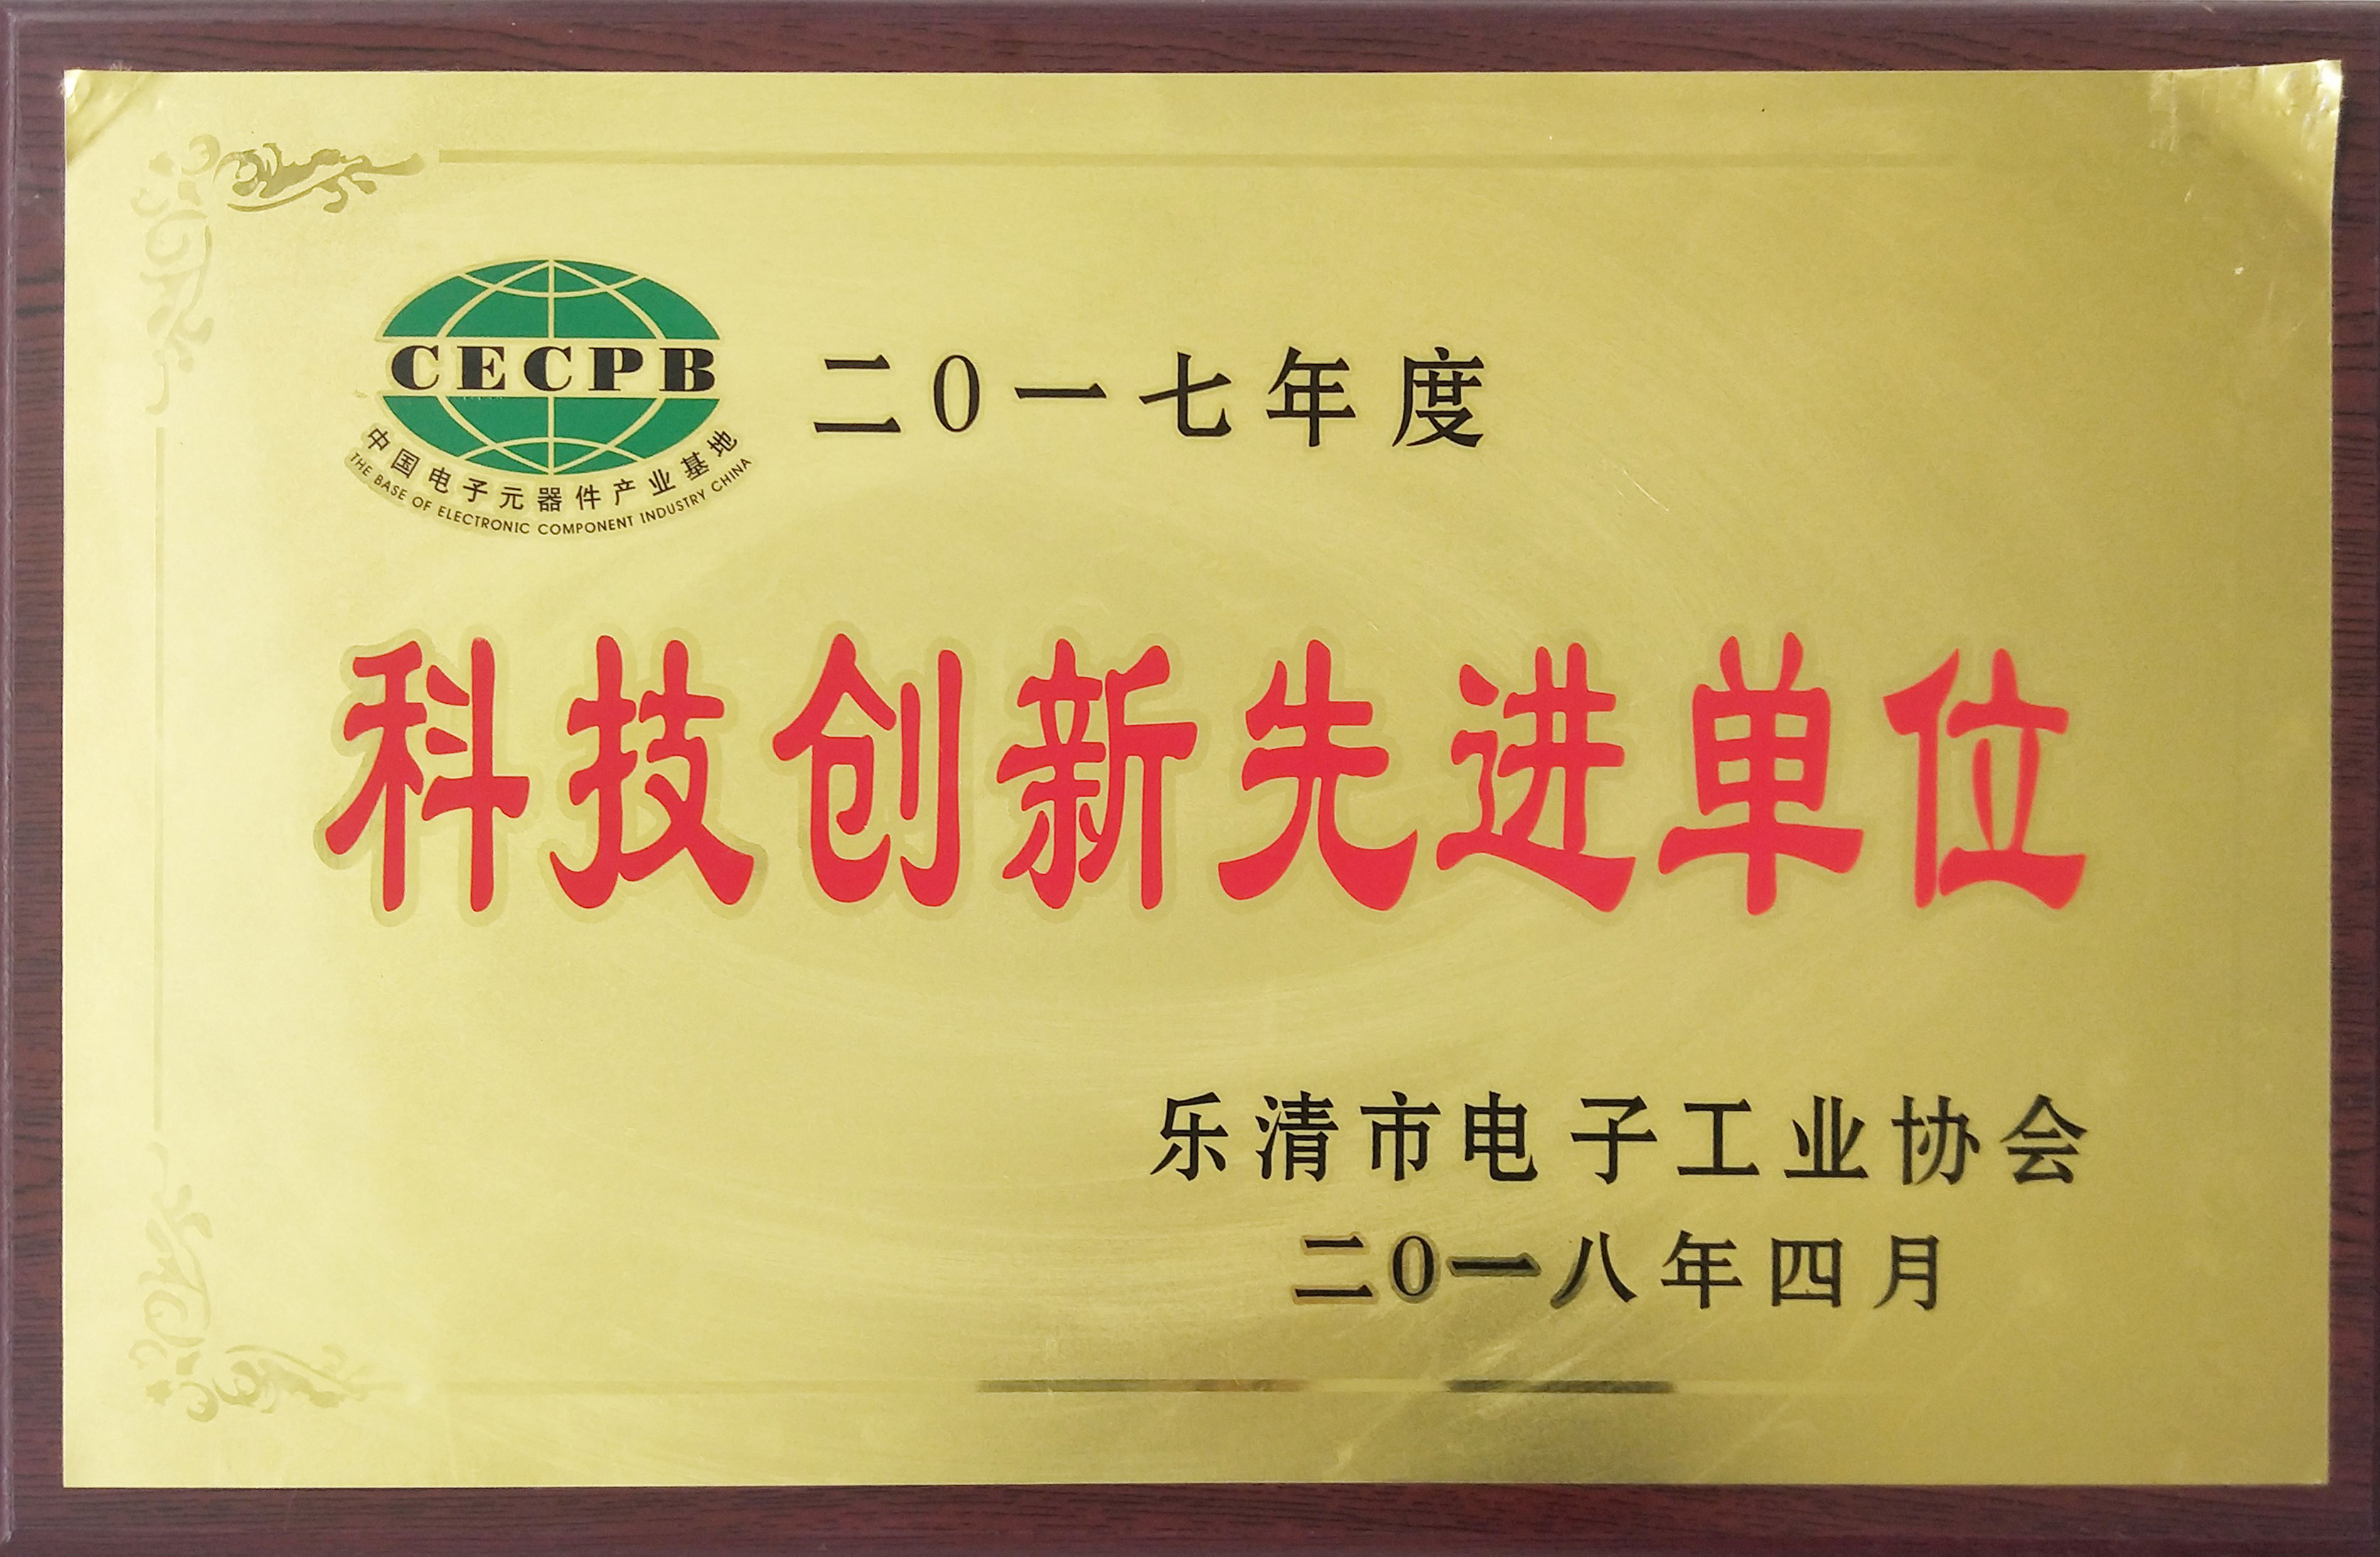 CECPB
中国电子元器件产业基地
THE BASE OF ELECTRONIC COMPONENT INDUSTRY CHINA
二0一七年度
科技创新先进单位
乐清市电子工业协会
二0一八年四月